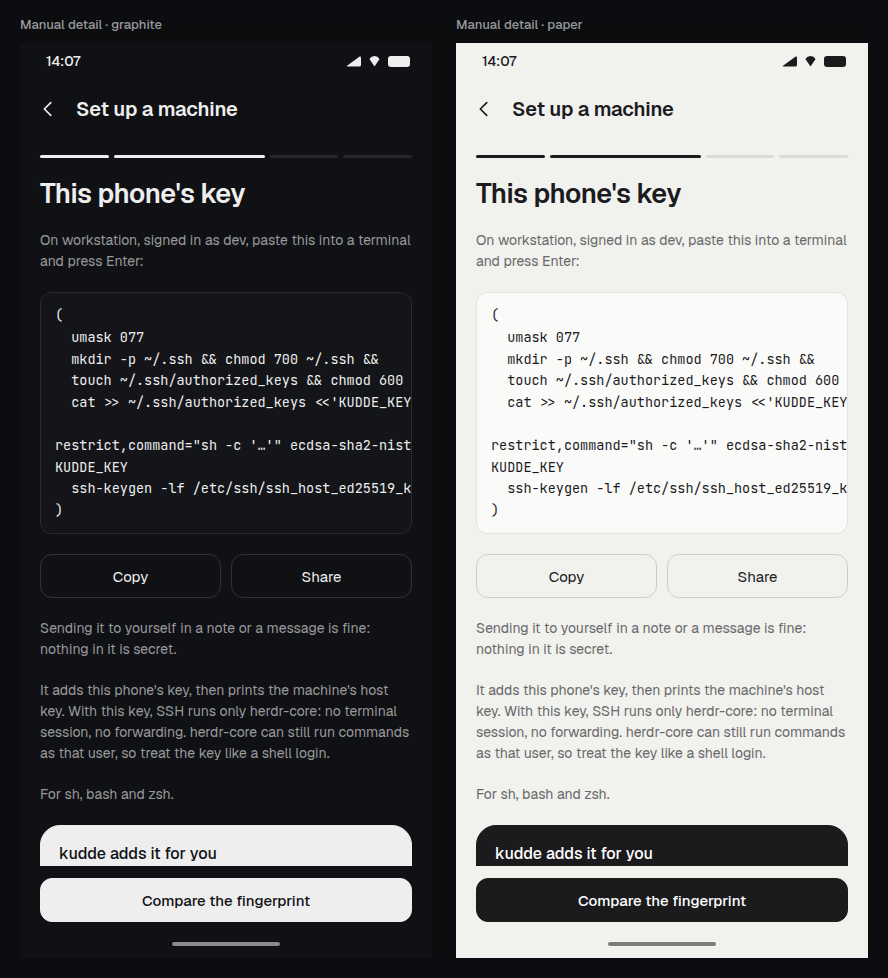 Manual detail · graphite
14:07
Set up a machine
This phone's key
On workstation, signed in as dev, paste this into a terminal
and press Enter:
(
  umask 077
  mkdir -p ~/.ssh && chmod 700 ~/.ssh &&
  touch ~/.ssh/authorized_keys && chmod 600
  cat >> ~/.ssh/authorized_keys <<'KUDDE_KEY
restrict,command="sh -c '…'" ecdsa-sha2-nist
KUDDE_KEY
  ssh-keygen -lf /etc/ssh/ssh_host_ed25519_k
)
Copy
Share
Sending it to yourself in a note or a message is fine:
nothing in it is secret.
It adds this phone's key, then prints the machine's host
key. With this key, SSH runs only herdr-core: no terminal
session, no forwarding. herdr-core can still run commands
as that user, so treat the key like a shell login.
For sh, bash and zsh.
kudde adds it for you
Compare the fingerprint
Manual detail · paper
14:07
Set up a machine
This phone's key
On workstation, signed in as dev, paste this into a terminal
and press Enter:
(
  umask 077
  mkdir -p ~/.ssh && chmod 700 ~/.ssh &&
  touch ~/.ssh/authorized_keys && chmod 600
  cat >> ~/.ssh/authorized_keys <<'KUDDE_KEY
restrict,command="sh -c '…'" ecdsa-sha2-nist
KUDDE_KEY
  ssh-keygen -lf /etc/ssh/ssh_host_ed25519_k
)
Copy
Share
Sending it to yourself in a note or a message is fine:
nothing in it is secret.
It adds this phone's key, then prints the machine's host
key. With this key, SSH runs only herdr-core: no terminal
session, no forwarding. herdr-core can still run commands
as that user, so treat the key like a shell login.
For sh, bash and zsh.
kudde adds it for you
Compare the fingerprint